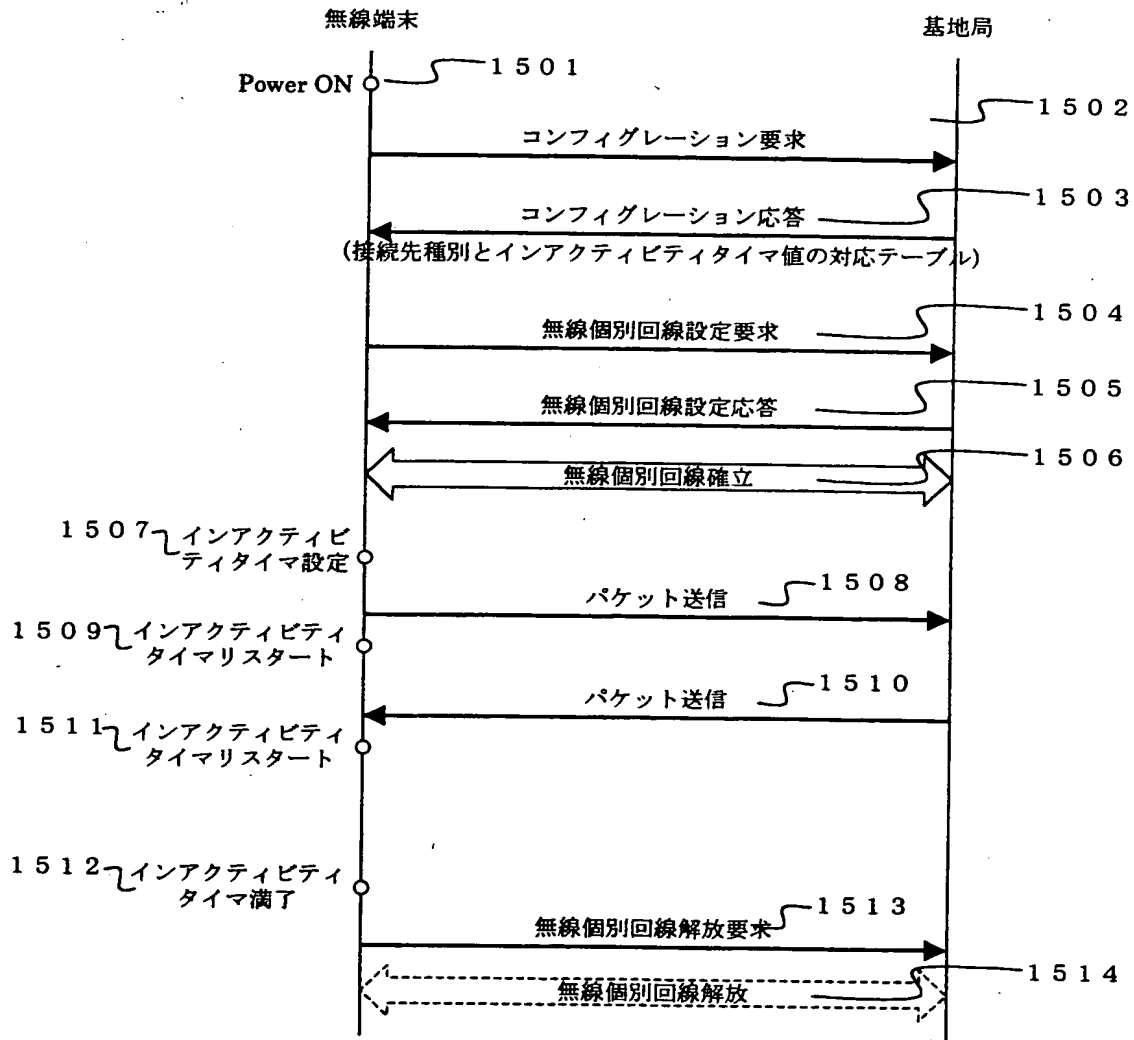 無線端末
基地局
Power ON
1501
1502
コンフィグレーション要求
1503
コンフィグレーション応答
(接続先種別とインアクティビティタイマ値の対応テーブル)
1504
無線個別回線設定要求
1505
無線個別回線設定応答
1506
無線個別回線確立
1507
インアクティビ
ティタイマ設定
1508
パケット送信
1509
インアクティビティ
タイマリスタート
1510
パケット送信
1511
インアクティビティ
タイマリスタート
1512
インアクティビティ
タイマ満了
1513
無線個別回線解放要求
1514
無線個別回線解放